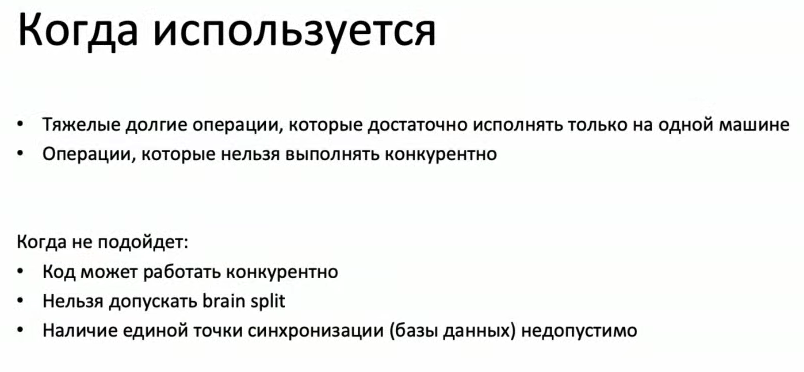 Когда используется
• Тяжелые долгие операции, которые достаточно исполнять только на одной машине
• Операции, которые нельзя выполнять конкурентно
Когда не подойдет:
• Код может работать конкурентно
• Нельзя допускать brain split
• Наличие единой точки синхронизации (базы данных) недопустимо